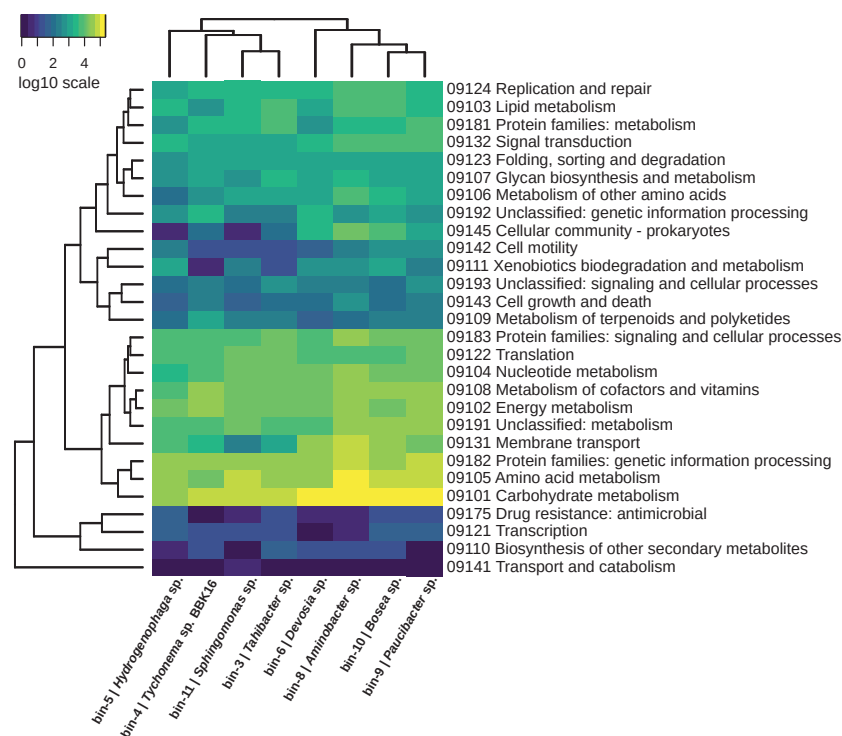 0 2 4
log10 scale
09124 Replication and repair
09103 Lipid metabolism
09181 Protein families: metabolism
09132 Signal transduction
09123 Folding, sorting and degradation
09107 Glycan biosynthesis and metabolism
09106 Metabolism of other amino acids
09192 Unclassified: genetic information processing
09145 Cellular community - prokaryotes
09142 Cell motility
09111 Xenobiotics biodegradation and metabolism
09193 Unclassified: signaling and cellular processes
09143 Cell growth and death
09109 Metabolism of terpenoids and polyketides
09183 Protein families: signaling and cellular processes
09122 Translation
09104 Nucleotide metabolism
09108 Metabolism of cofactors and vitamins
09102 Energy metabolism
09191 Unclassified: metabolism
09131 Membrane transport
09182 Protein families: genetic information processing
09105 Amino acid metabolism
09101 Carbohydrate metabolism
09175 Drug resistance: antimicrobial
09121 Transcription
09110 Biosynthesis of other secondary metabolites
09141 Transport and catabolism
bin-5 | Hydrogenophaga sp.
bin-4 | Tychonema sp. BBK16
bin-11 | Sphingomonas sp.
bin-3 | Tahibacter sp.
bin-6 | Devosia sp.
bin-8 | Aminobacter sp.
bin-10 | Bosea sp.
bin-9 | Paucibacter sp.